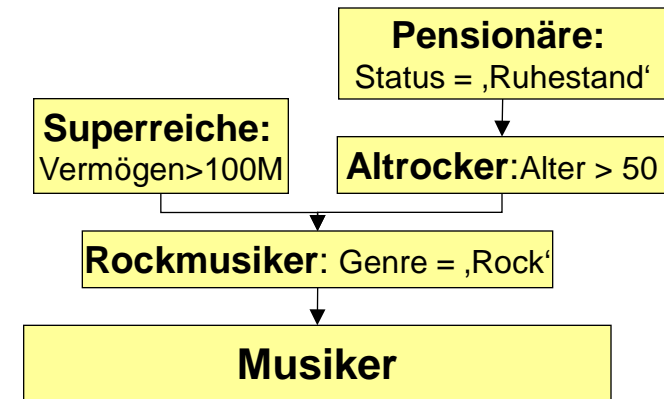 Pensionäre:
Status = ‚Ruhestand‘
Superreiche:
Vermögen>100M
Altrocker:Alter > 50
Rockmusiker: Genre = ‚Rock‘
Musiker